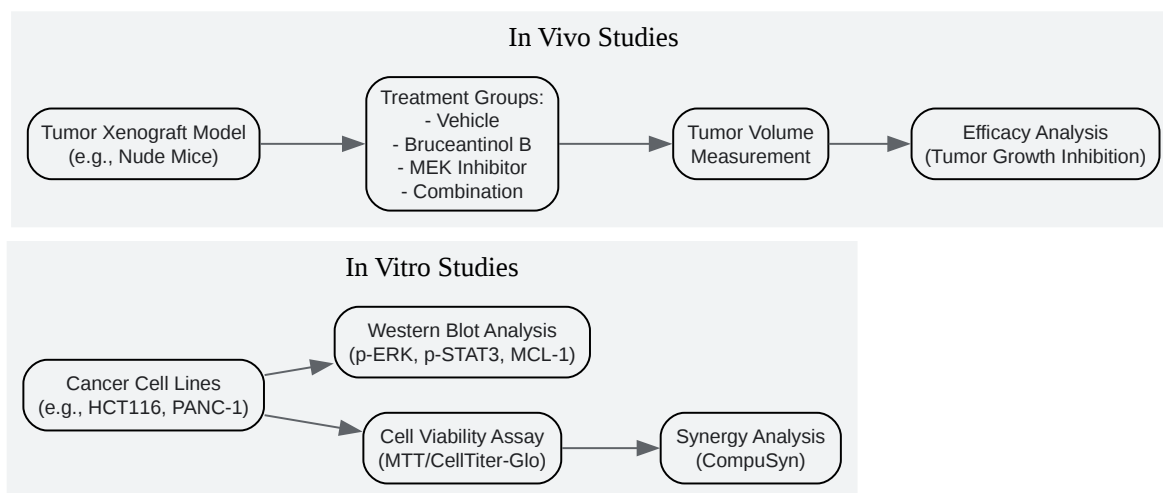 In Vivo Studies
Tumor Xenograft Model
(e.g., Nude Mice)
Treatment Groups:
- Vehicle
- Bruceantinol B
- MEK Inhibitor
- Combination
Tumor Volume
Measurement
Efficacy Analysis
(Tumor Growth Inhibition)
In Vitro Studies
Cancer Cell Lines
(e.g., HCT116, PANC-1)
Western Blot Analysis
(p-ERK, p-STAT3, MCL-1)
Cell Viability Assay
(MTT/CellTiter-Glo)
Synergy Analysis
(CompuSyn)